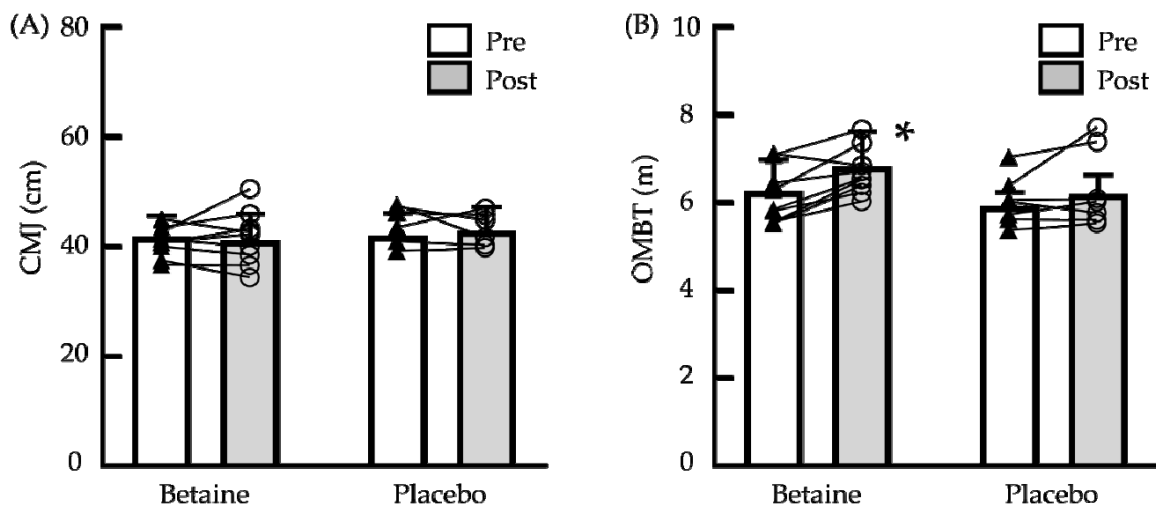 (A)
80
60
40
20
0
CMJ (cm)
Pre
Post
Betaine
Placebo
(B)
10
8
6
4
2
0
OMBT (m)
Pre
Post
*
Betaine
Placebo